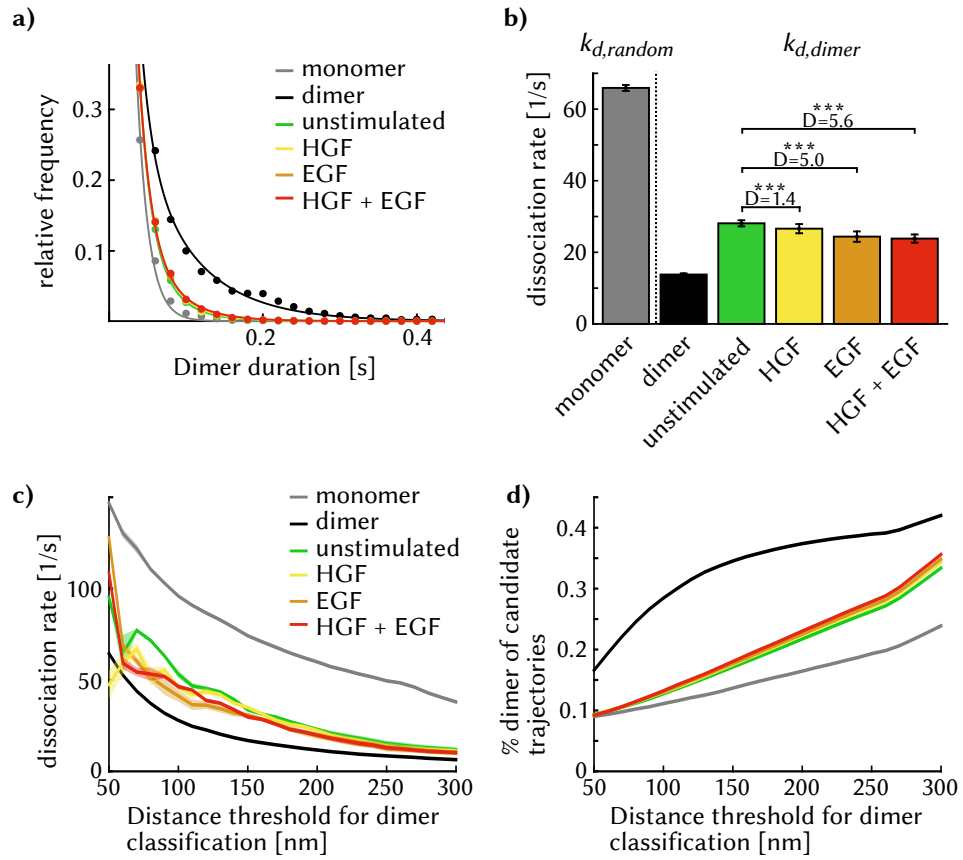 a)
relative frequency
0.3
0.1
0.2
0.4
Dimer duration [s]
monomer
dimer
unstimulated
HGF
EGF
HGF + EGF
b)
k_{d,random}
k_{d,dimer}
dissociation rate [1/s]
60
40
20
0
***
D=5.6
***
D=5.0
***
D=1.4
monomer
dimer
unstimulated
HGF
EGF
HGF + EGF
c)
dissociation rate [1/s]
100
50
0
50
100
150
200
250
300
Distance threshold for dimer
classification [nm]
monomer
dimer
unstimulated
HGF
EGF
HGF + EGF
d)
% dimer of candidate
trajectories
0.4
0.3
0.2
0.1
0
50
100
150
200
250
300
Distance threshold for dimer
classification [nm]